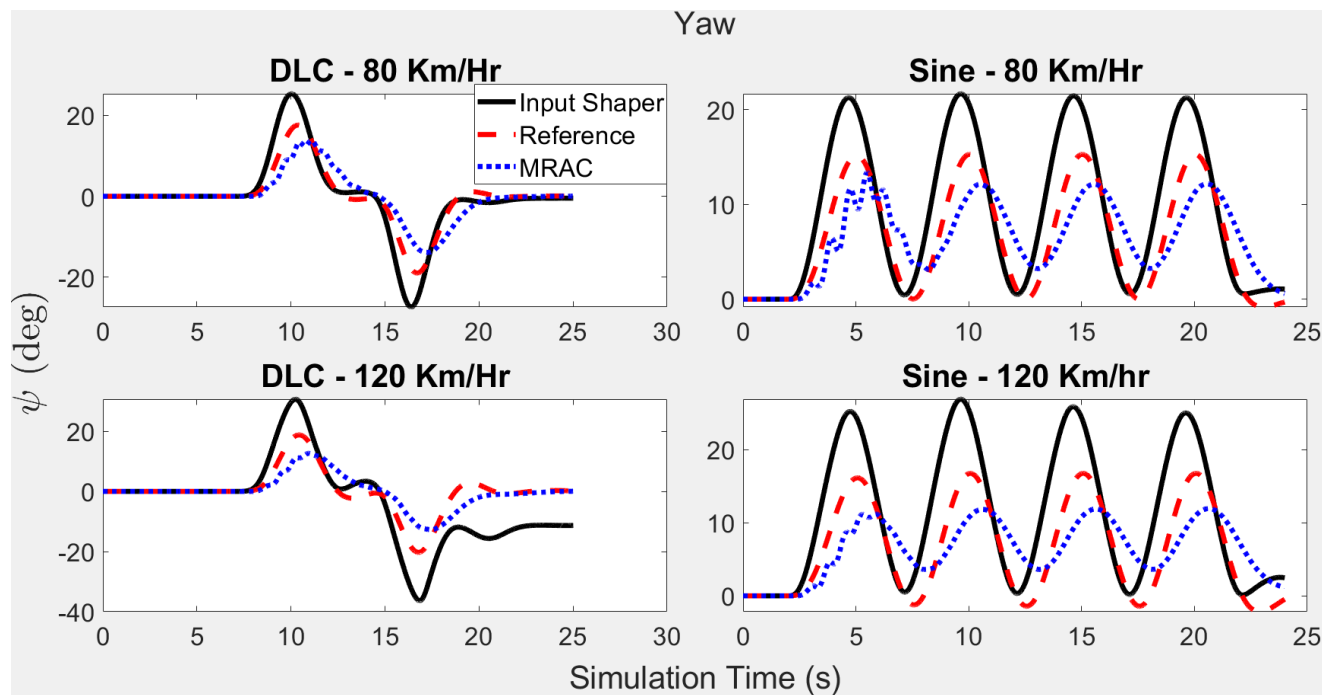 Yaw
DLC - 80 Km/Hr
Input Shaper
Reference
MRAC
20
0
-20
0 5 10 15 20 25 30
Sine - 80 Km/Hr
20
10
0
0 5 10 15 20 25
DLC - 120 Km/Hr
20
0
-20
-40
0 5 10 15 20 25 30
Sine - 120 Km/hr
20
10
0
0 5 10 15 20 25
ψ (deg)
Simulation Time (s)